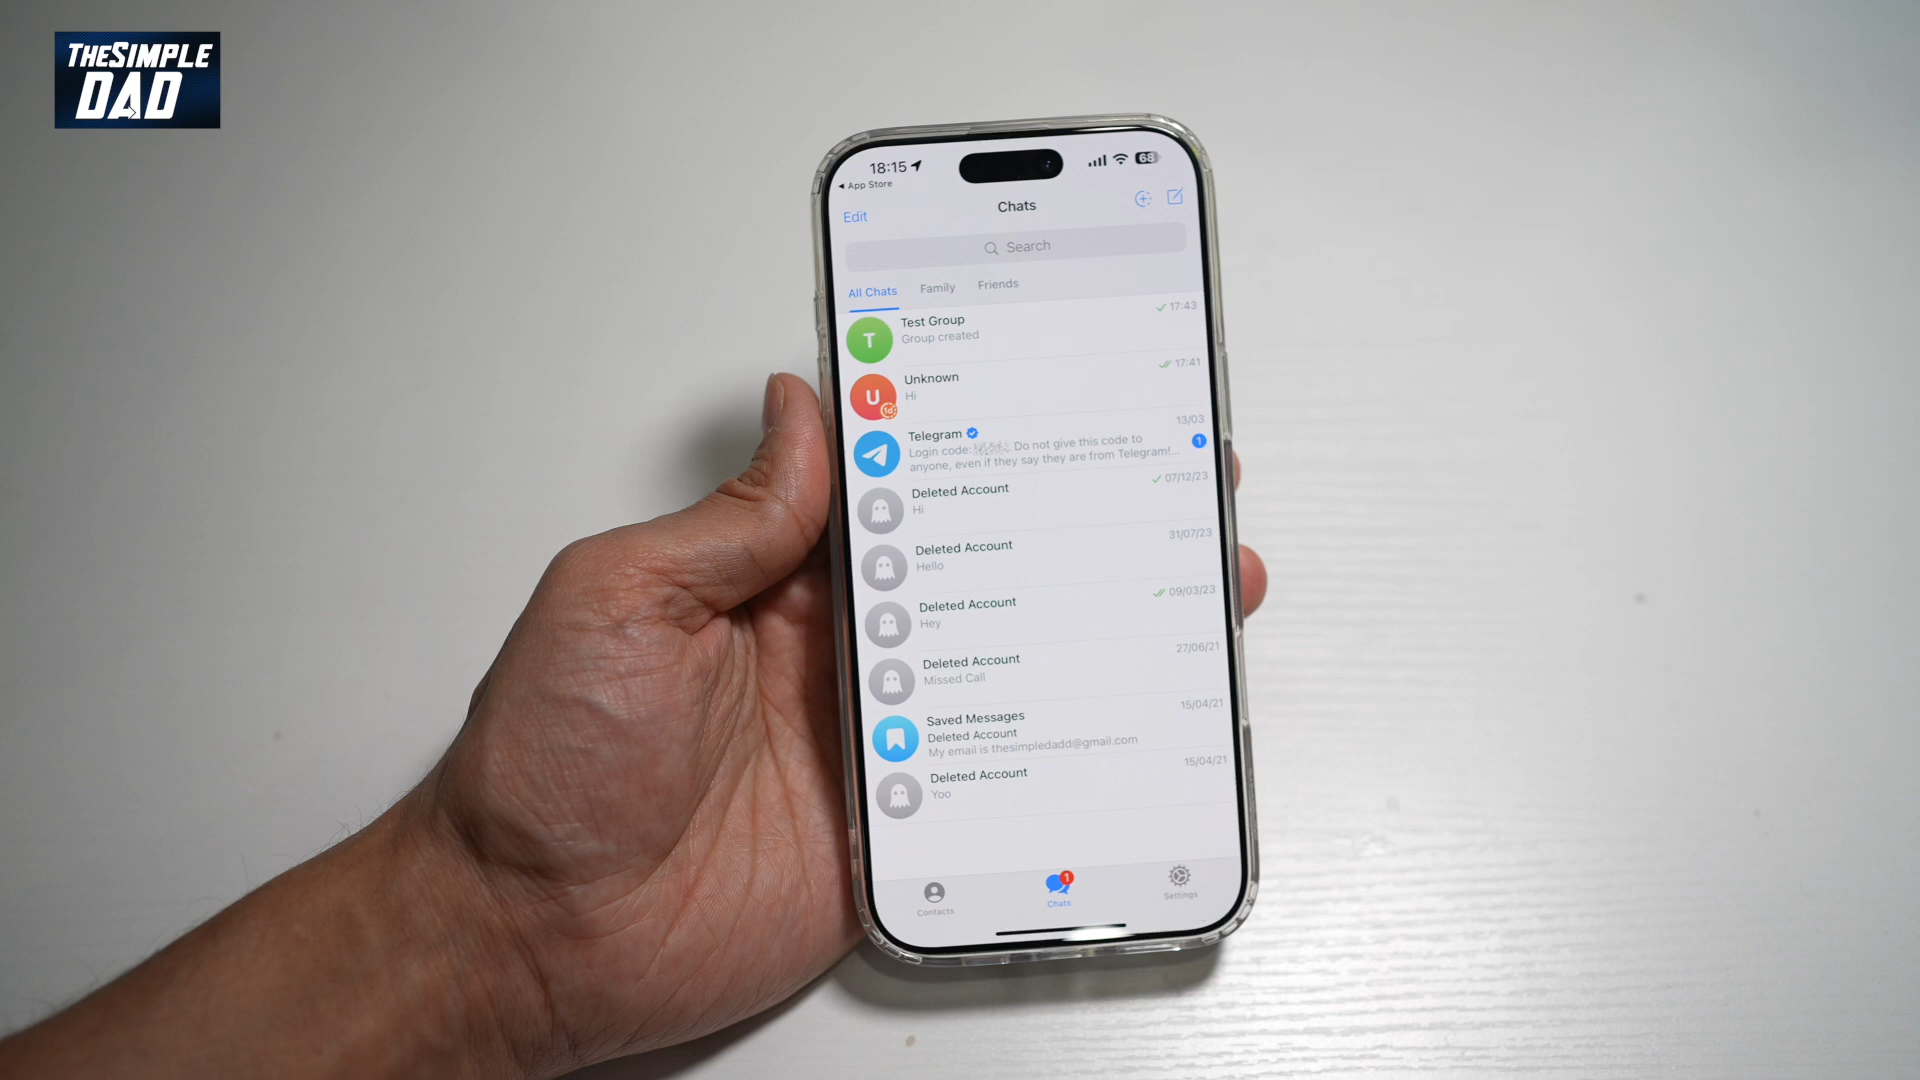 THESIMPLE
DAD
18:15
68
App Store
Edit
Chats
Search
All Chats
Family
Friends
T
Test Group
17:43
Group created
U
1d
Unknown
17:41
Hi
Telegram
13/03
Login code: Do not give this code to
anyone, even if they say they are from Telegram!...
1
Deleted Account
07/12/23
Hi
Deleted Account
31/07/23
Hello
Deleted Account
09/03/23
Hey
Deleted Account
27/06/21
Missed Call
Saved Messages
15/04/21
Deleted Account
My email is thesimpledadd@gmail.com
Deleted Account
15/04/21
Yoo
Contacts
1
Chats
Settings